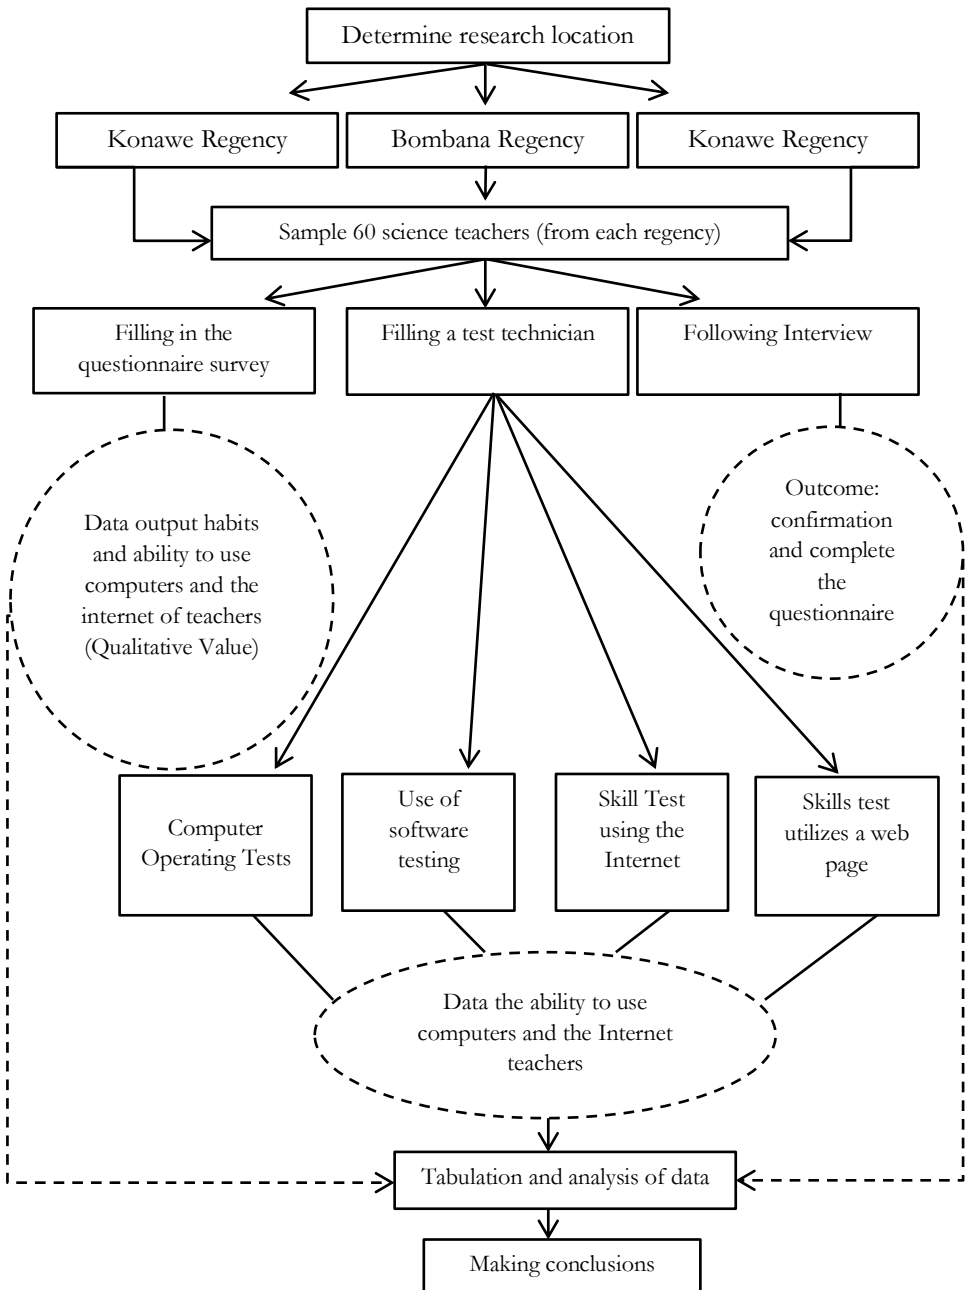 Determine research location
Konawe Regency
Bombana Regency
Konawe Regency
Sample 60 science teachers (from each regency)
Filling in the
questionnaire survey
Filling a test technician
Following Interview
Data output habits
and ability to use
computers and the
internet of teachers
(Qualitative Value)
Outcome:
confirmation
and complete
the
questionnaire
Computer
Operating Tests
Use of
software
testing
Skill Test
using the
Internet
Skills test
utilizes a web
page
Data the ability to use
computers and the Internet
teachers
Tabulation and analysis of data
Making conclusions